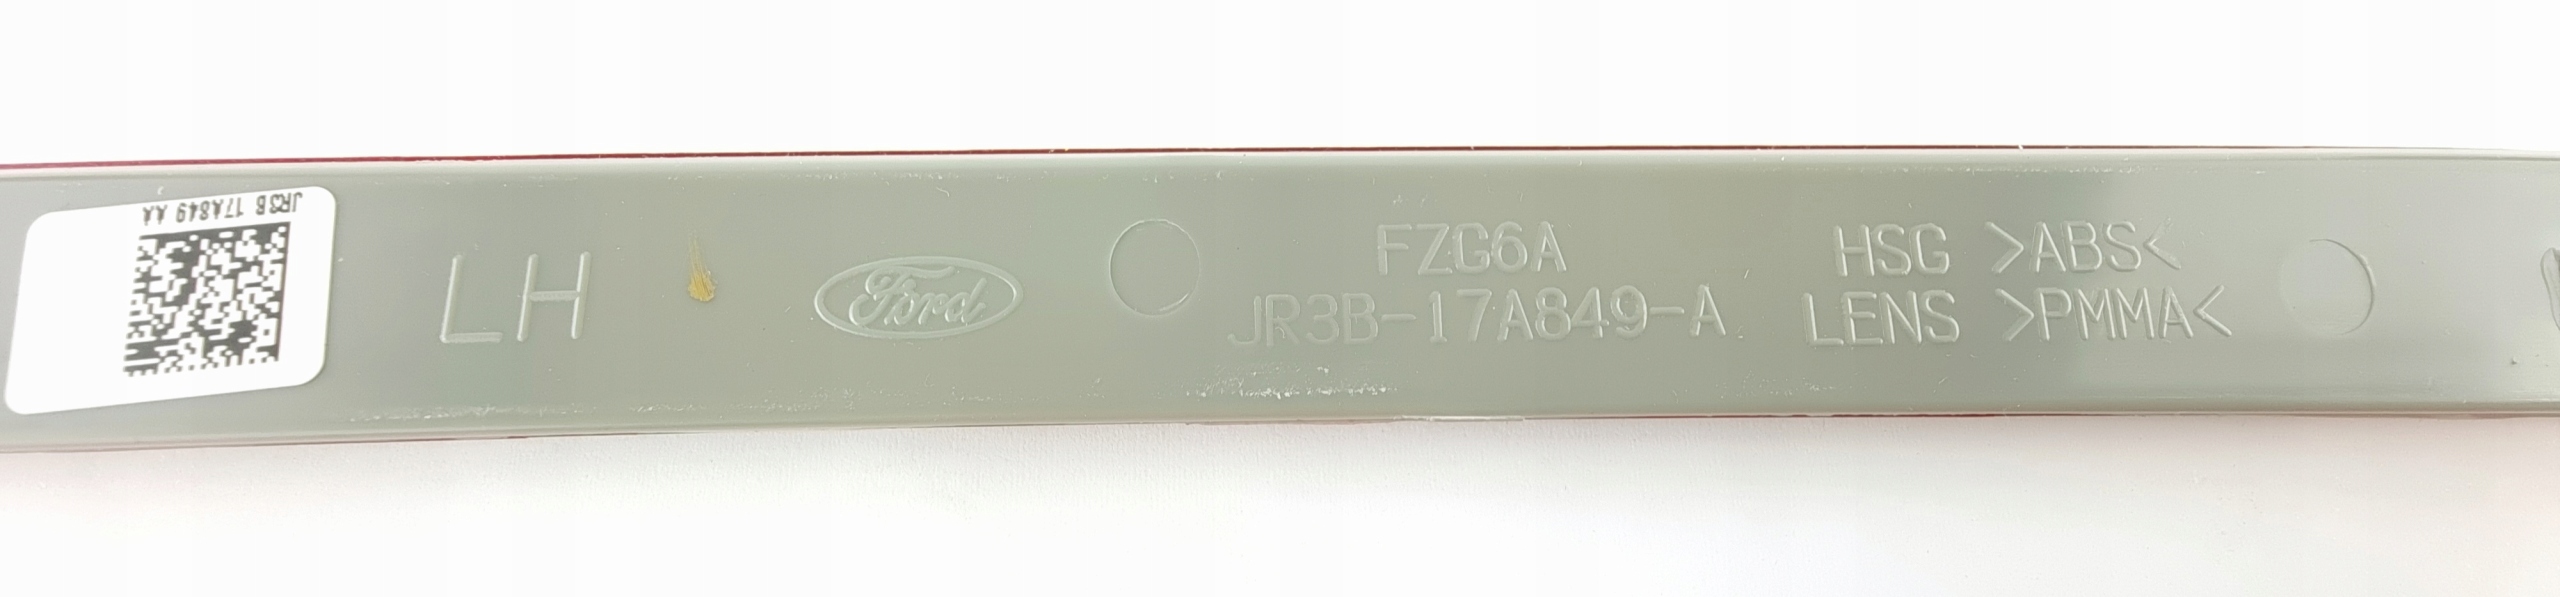 JR3B 17A849 AA
LH
Ford
FZG6A
JR3B-17A849-A
HSG >ABS<
LENS >PMMA<